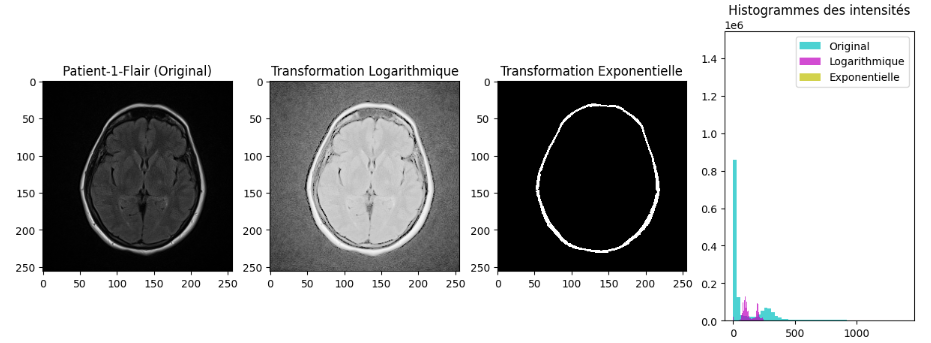 Patient-1-Flair (Original)
0
50
100
150
200
250
0 50 100 150 200 250
Transformation Logarithmique
0
50
100
150
200
250
0 50 100 150 200 250
Transformation Exponentielle
0
50
100
150
200
250
0 50 100 150 200 250
Histogrammes des intensités
1e6
Original
Logarithmique
Exponentielle
1.4
1.2
1.0
0.8
0.6
0.4
0.2
0.0
0 500 1000